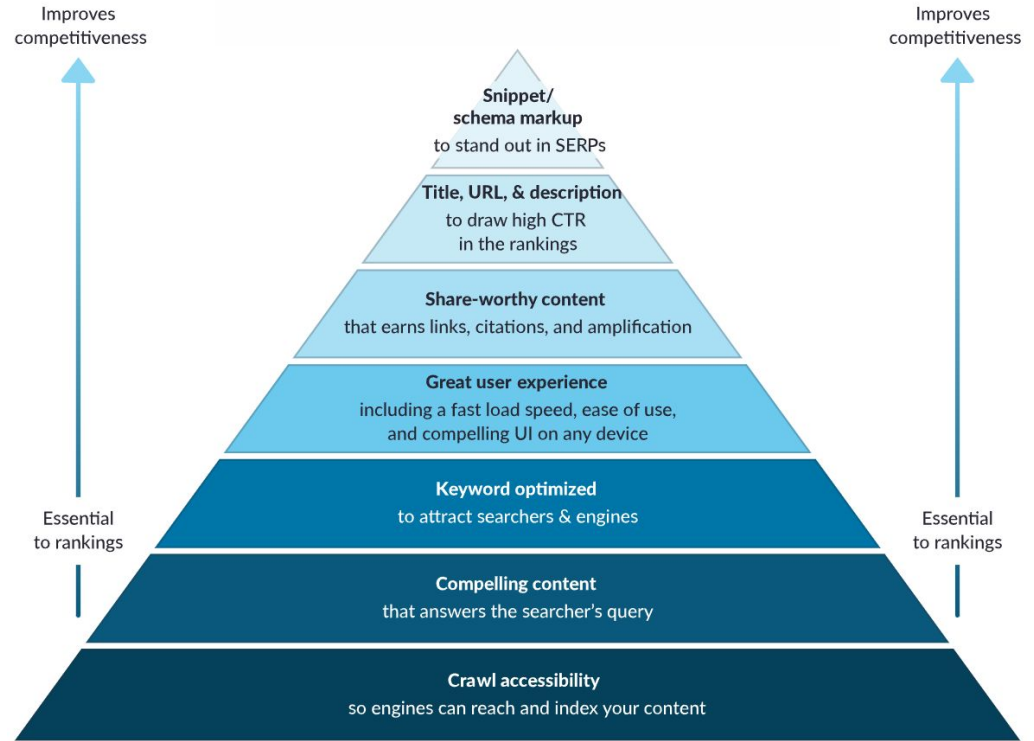 Improves
competitiveness
Improves
competitiveness
Snippet/
schema markup
to stand out in SERPs
Title, URL, & description
to draw high CTR
in the rankings
Share-worthy content
that earns links, citations, and amplification
Great user experience
including a fast load speed, ease of use,
and compelling UI on any device
Keyword optimized
to attract searchers & engines
Essential
to rankings
Essential
to rankings
Compelling content
that answers the searcher’s query
Crawl accessibility
so engines can reach and index your content